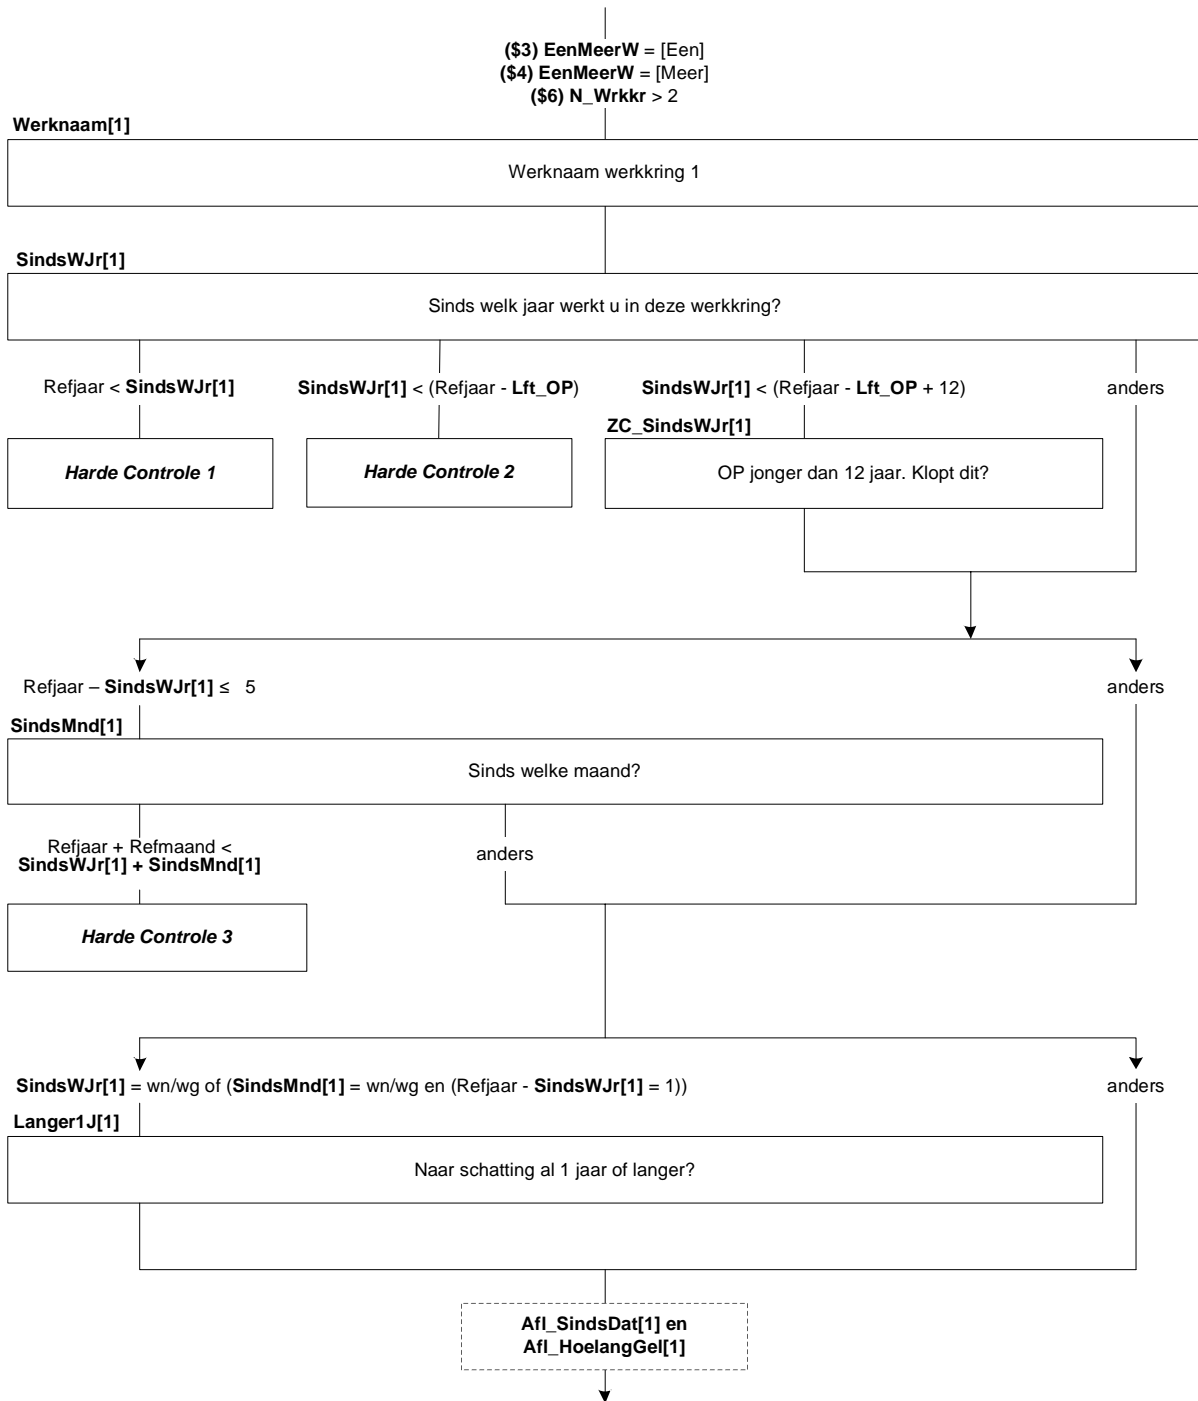 ($3) EenMeerW = [Een]
($4) EenMeerW = [Meer]
($6) N_Wrkkr > 2
Werknaam[1]
Werknaam werkkring 1
SindsWJr[1]
Sinds welk jaar werkt u in deze werkkring?
Refjaar < SindsWJr[1]
SindsWJr[1] < (Refjaar - Lft_OP)
SindsWJr[1] < (Refjaar - Lft_OP + 12)
anders
ZC_SindsWJr[1]
Harde Controle 1
Harde Controle 2
OP jonger dan 12 jaar. Klopt dit?
Refjaar – SindsWJr[1] ≤ 5
anders
SindsMnd[1]
Sinds welke maand?
Refjaar + Refmaand <
SindsWJr[1] + SindsMnd[1]
anders
Harde Controle 3
SindsWJr[1] = wn/wg of (SindsMnd[1] = wn/wg en (Refjaar - SindsWJr[1] = 1))
anders
Langer1J[1]
Naar schatting al 1 jaar of langer?
Afl_SindsDat[1] en
Afl_HoelangGel[1]